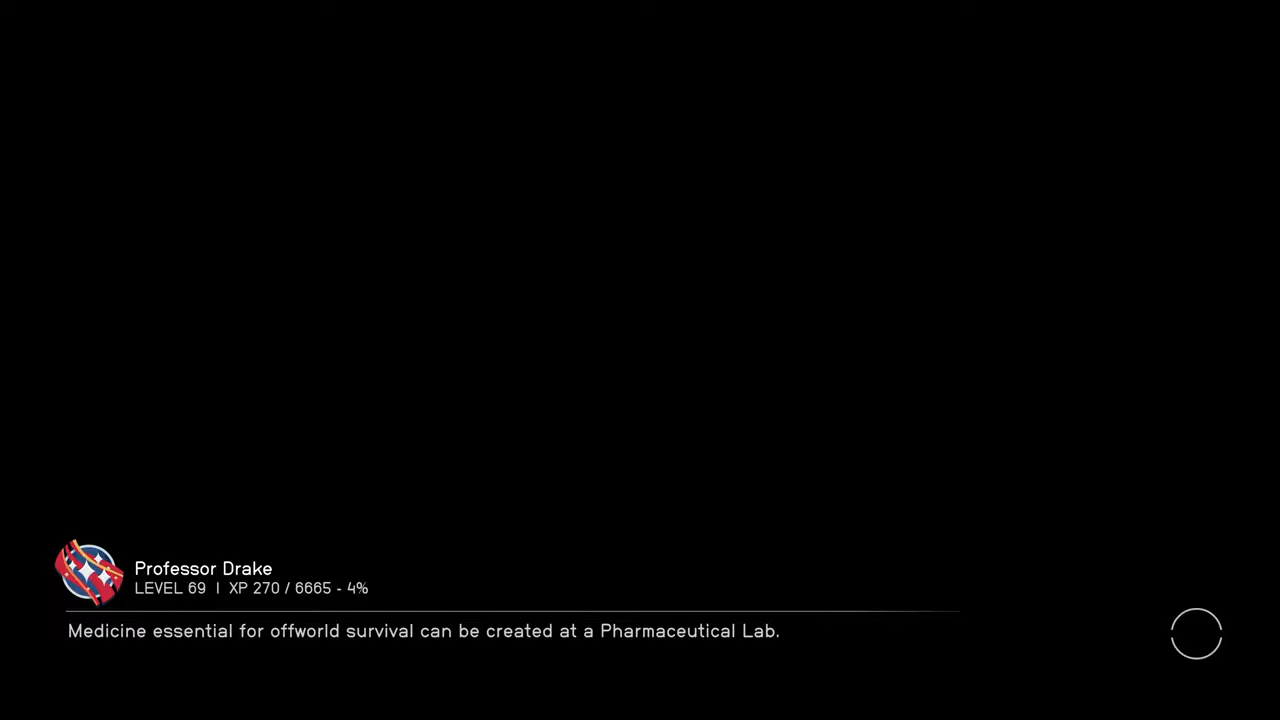 Professor Drake
LEVEL 69 | XP 270 / 6665 - 4%
Medicine essential for offworld survival can be created at a Pharmaceutical Lab.